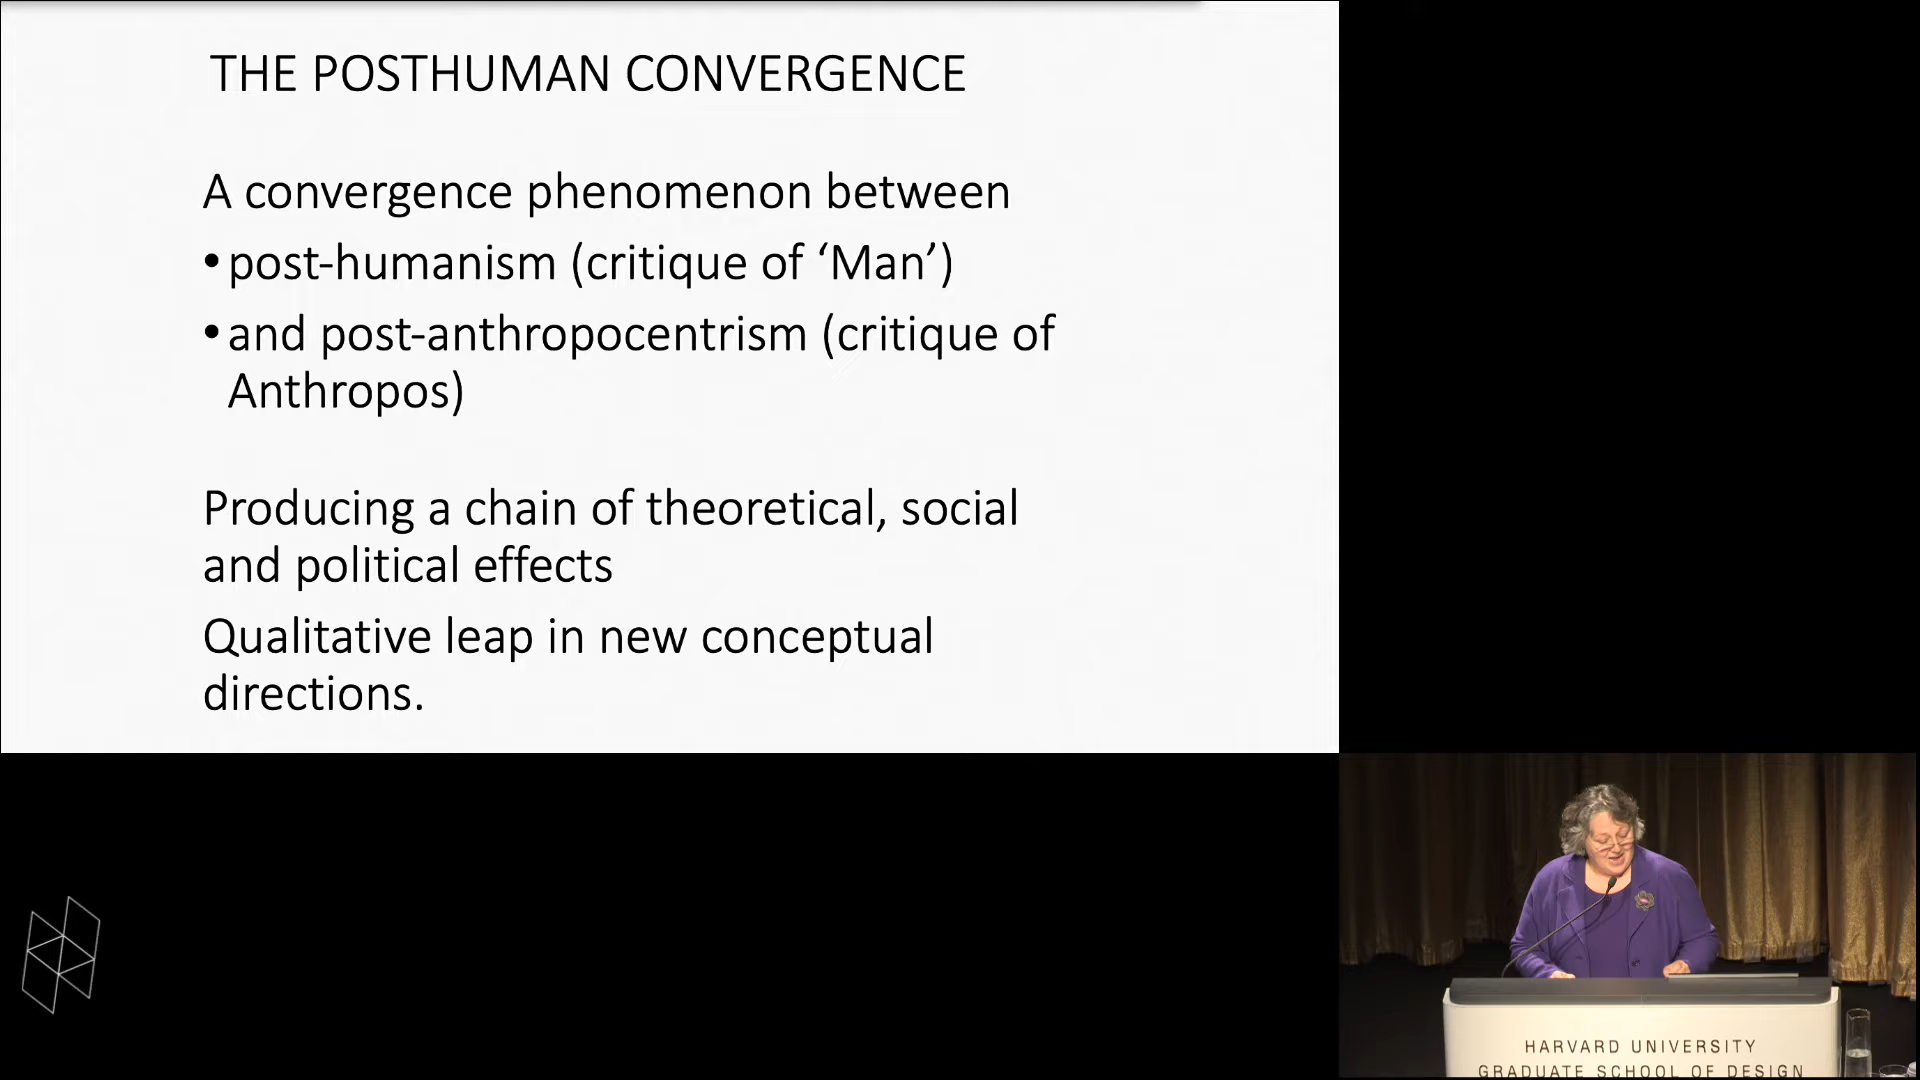 THE POSTHUMAN CONVERGENCE
A convergence phenomenon between
•post-humanism (critique of ‘Man’)
•and post-anthropocentrism (critique of
Anthropos)
Producing a chain of theoretical, social
and political effects
Qualitative leap in new conceptual
directions.
HARVARD UNIVERSITY
GRADUATE SCHOOL OF DESIGN